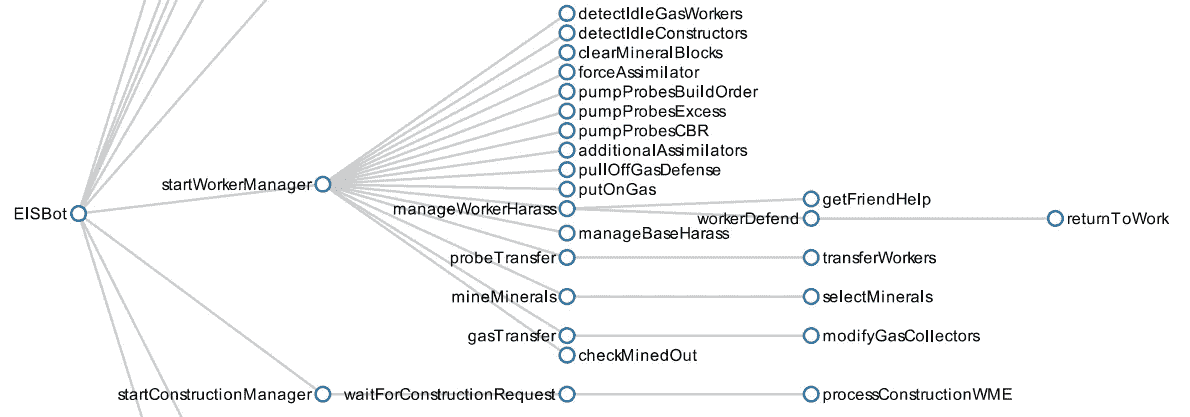 detectIdleGasWorkers
detectIdleConstructors
clearMineralBlocks
forceAssimilator
pumpProbesBuildOrder
pumpProbesExcess
pumpProbesCBR
additionalAssimilators
pullOffGasDefense
startWorkerManager
putOnGas
getFriendHelp
manageWorkerHarass
EISBot
workerDefend
returnToWork
manageBaseHarass
probeTransfer
transferWorkers
mineMinerals
selectMinerals
gasTransfer
modifyGasCollectors
checkMinedOut
startConstructionManager
waitForConstructionRequest
processConstructionWME